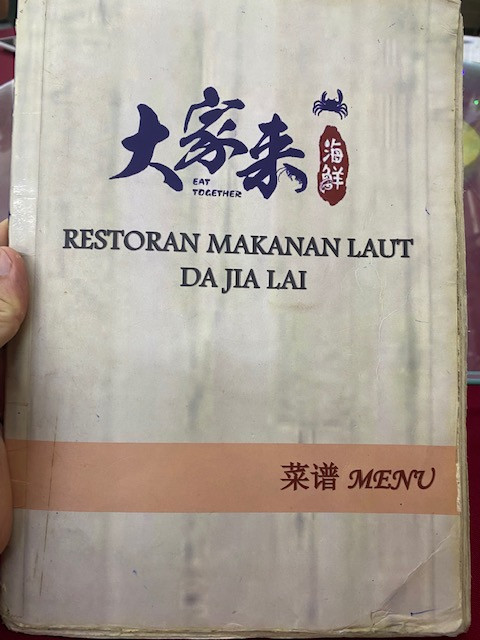 大家来
海鲜
EAT
TOGETHER
RESTORAN MAKANAN LAUT
DA JIA LAI
菜谱 MENU